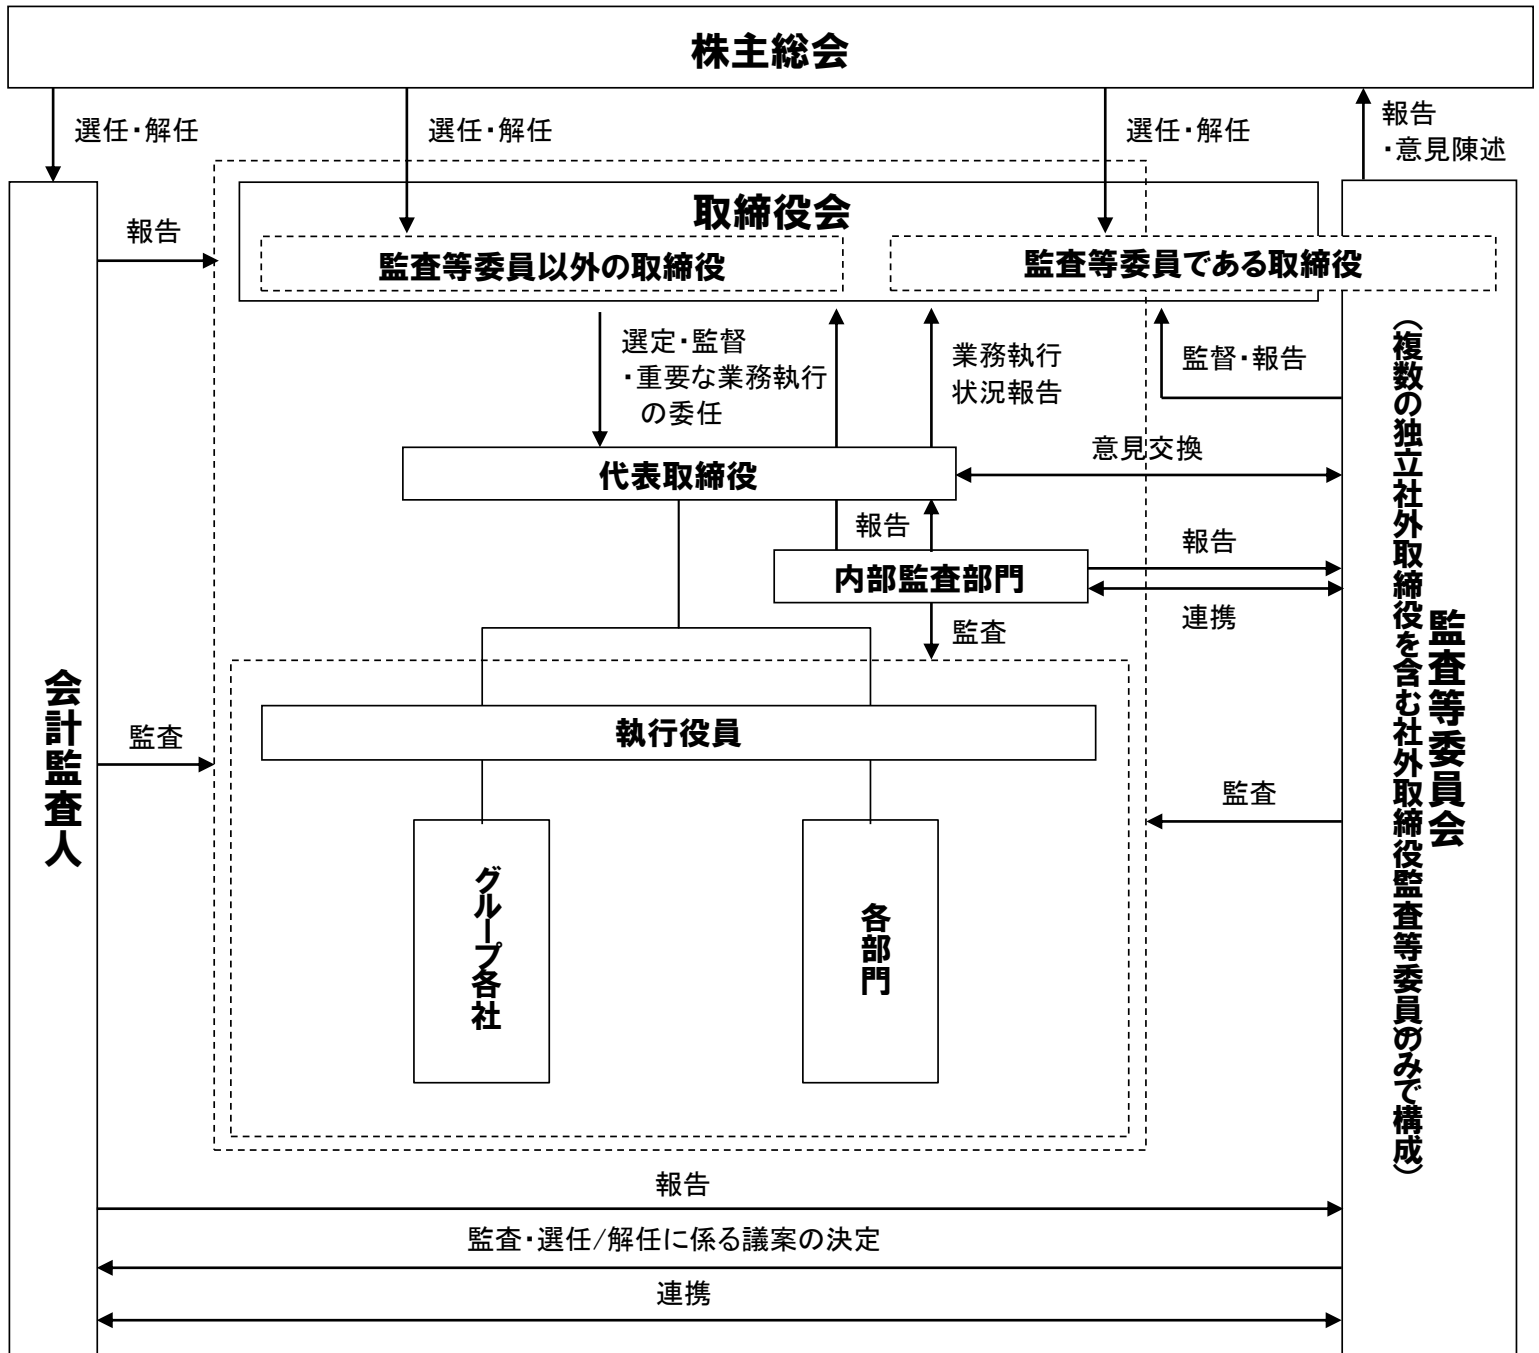 株主総会
選任・解任
選任・解任
選任・解任
報告
・意見陳述
取締役会
報告
監査等委員以外の取締役
監査等委員である取締役
選定・監督
・重要な業務執行
の委任
業務執行
状況報告
監督・報告
代表取締役
意見交換
報告
内部監査部門
報告
連携
監査
会計監査人
監査
執行役員
監査
グループ各社
各部門
監査等委員会
（複数の独立社外取締役を含む社外取締役監査等委員のみで構成）
報告
監査・選任/解任に係る議案の決定
連携